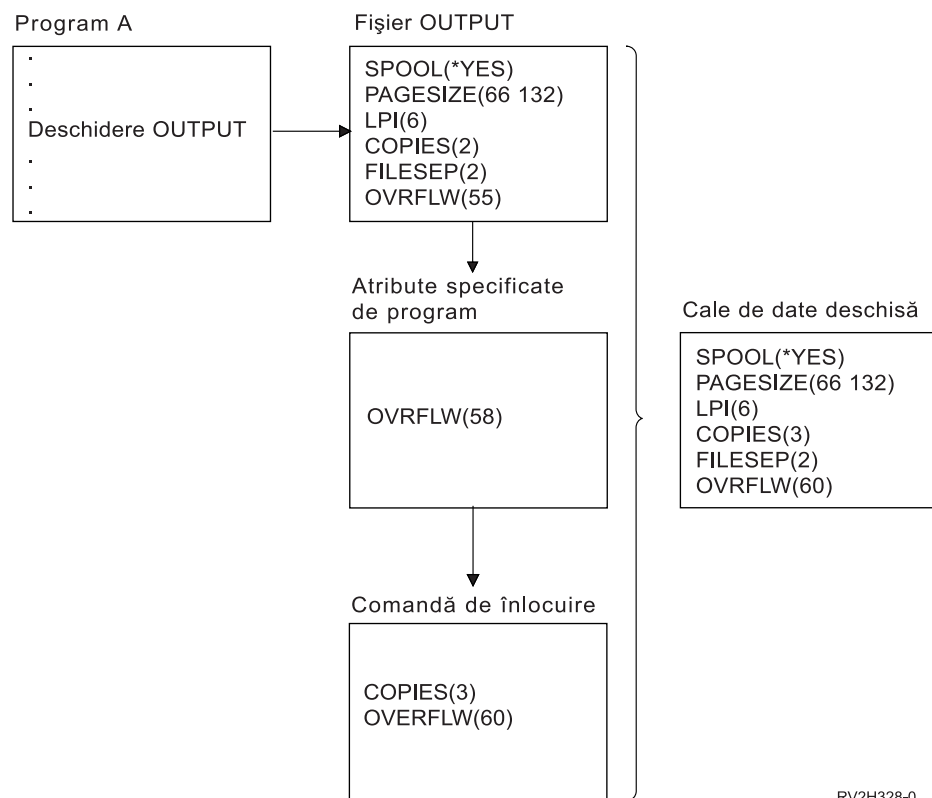 Program A
.
.
.
Deschidere OUTPUT
.
.
.
Fişier OUTPUT
SPOOL(*YES)
PAGESIZE(66 132)
LPI(6)
COPIES(2)
FILESEP(2)
OVRFLW(55)
Atribute specificate
de program
OVRFLW(58)
Comandă de înlocuire
COPIES(3)
OVERFLW(60)
Cale de date deschisă
SPOOL(*YES)
PAGESIZE(66 132)
LPI(6)
COPIES(3)
FILESEP(2)
OVRFLW(60)
RV2H328-0